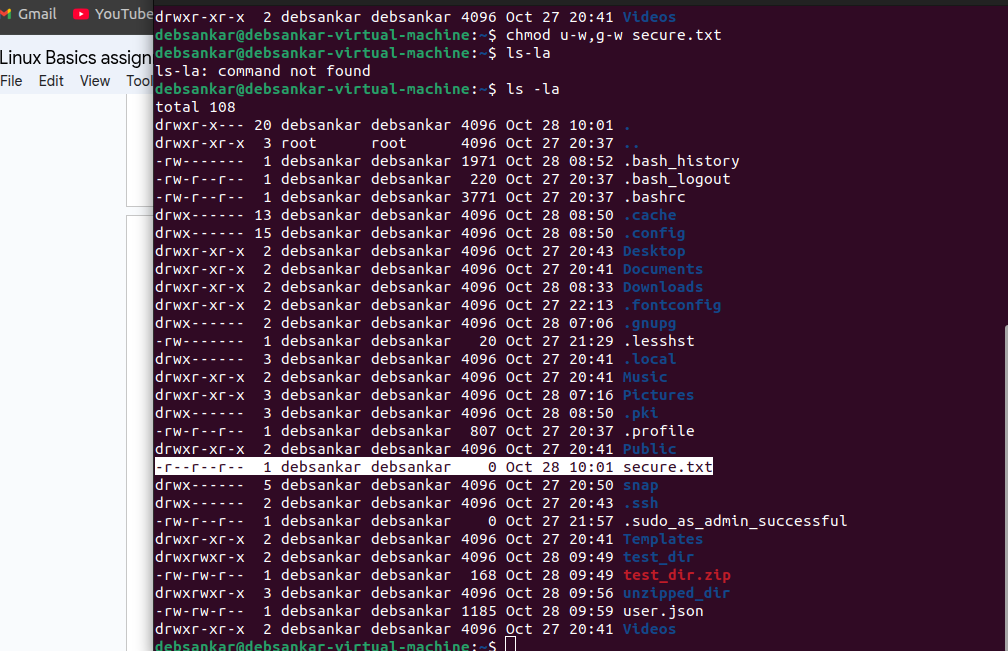 Gmail YouTube
Linux Basics assign
File Edit View Tool
drwxr-xr-x  2 debsankar debsankar 4096 Oct 27 20:41 Videos
debsankar@debsankar-virtual-machine:~$ chmod u-w,g-w secure.txt
debsankar@debsankar-virtual-machine:~$ ls-la
ls-la: command not found
debsankar@debsankar-virtual-machine:~$ ls -la
total 108
drwxr-x--- 20 debsankar debsankar 4096 Oct 28 10:01 .
drwxr-xr-x  3 root      root      4096 Oct 27 20:37 ..
-rw-------  1 debsankar debsankar 1971 Oct 28 08:52 .bash_history
-rw-r--r--  1 debsankar debsankar  220 Oct 27 20:37 .bash_logout
-rw-r--r--  1 debsankar debsankar 3771 Oct 27 20:37 .bashrc
drwx------ 13 debsankar debsankar 4096 Oct 28 08:50 .cache
drwx------ 15 debsankar debsankar 4096 Oct 28 08:50 .config
drwxr-xr-x  2 debsankar debsankar 4096 Oct 27 20:43 Desktop
drwxr-xr-x  2 debsankar debsankar 4096 Oct 27 20:41 Documents
drwxr-xr-x  2 debsankar debsankar 4096 Oct 28 08:33 Downloads
drwxr-xr-x  2 debsankar debsankar 4096 Oct 27 22:13 .fontconfig
drwx------  2 debsankar debsankar 4096 Oct 28 07:06 .gnupg
-rw-------  1 debsankar debsankar   20 Oct 27 21:29 .lesshst
drwx------  3 debsankar debsankar 4096 Oct 27 20:41 .local
drwxr-xr-x  2 debsankar debsankar 4096 Oct 27 20:41 Music
drwxr-xr-x  3 debsankar debsankar 4096 Oct 28 07:16 Pictures
drwx------  3 debsankar debsankar 4096 Oct 28 08:50 .pki
-rw-r--r--  1 debsankar debsankar  807 Oct 27 20:37 .profile
drwxr-xr-x  2 debsankar debsankar 4096 Oct 27 20:41 Public
-r--r--r--  1 debsankar debsankar    0 Oct 28 10:01 secure.txt
drwx------  5 debsankar debsankar 4096 Oct 27 20:50 snap
drwx------  2 debsankar debsankar 4096 Oct 27 20:43 .ssh
-rw-r--r--  1 debsankar debsankar    0 Oct 27 21:57 .sudo_as_admin_successful
drwxr-xr-x  2 debsankar debsankar 4096 Oct 27 20:41 Templates
drwxrwxr-x  2 debsankar debsankar 4096 Oct 28 09:49 test_dir
-rw-rw-r--  1 debsankar debsankar  168 Oct 28 09:49 test_dir.zip
drwxrwxr-x  3 debsankar debsankar 4096 Oct 28 09:56 unzipped_dir
-rw-rw-r--  1 debsankar debsankar 1185 Oct 28 09:59 user.json
drwxr-xr-x  2 debsankar debsankar 4096 Oct 27 20:41 Videos
debsankar@debsankar-virtual-machine:~$